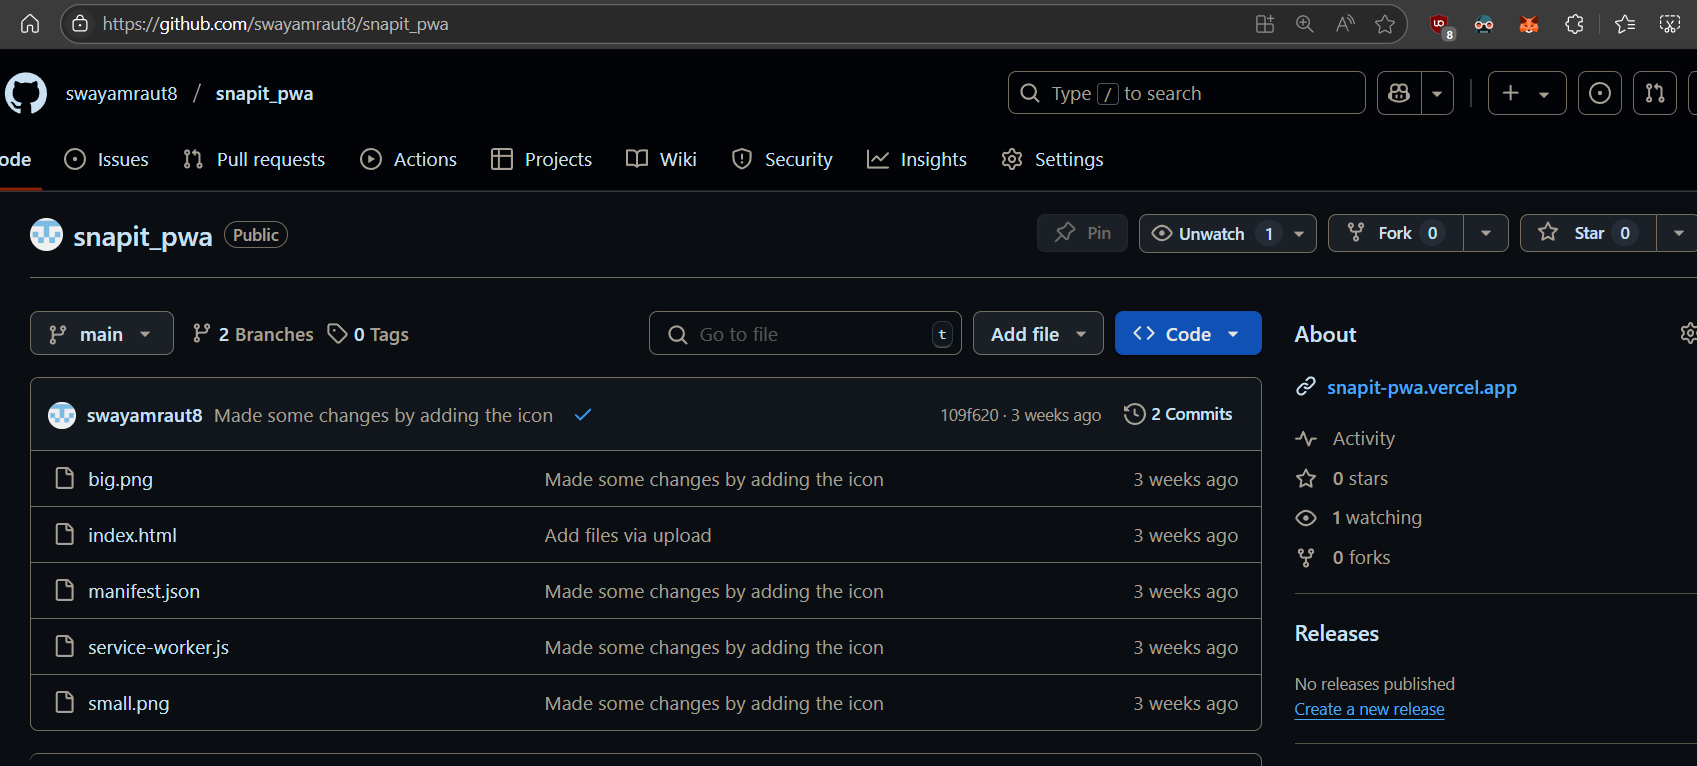 https://github.com/swayamraut8/snapit_pwa
8
swayamraut8 / snapit_pwa
Type / to search
ode Issues Pull requests Actions Projects Wiki Security Insights Settings
snapit_pwa Public
Pin Unwatch 1 Fork 0 Star 0
main 2 Branches 0 Tags
Go to file t Add file Code
swayamraut8 Made some changes by adding the icon 109f620 · 3 weeks ago 2 Commits
big.png Made some changes by adding the icon 3 weeks ago
index.html Add files via upload 3 weeks ago
manifest.json Made some changes by adding the icon 3 weeks ago
service-worker.js Made some changes by adding the icon 3 weeks ago
small.png Made some changes by adding the icon 3 weeks ago
About
snapit-pwa.vercel.app
Activity
0 stars
1 watching
0 forks
Releases
No releases published
Create a new release